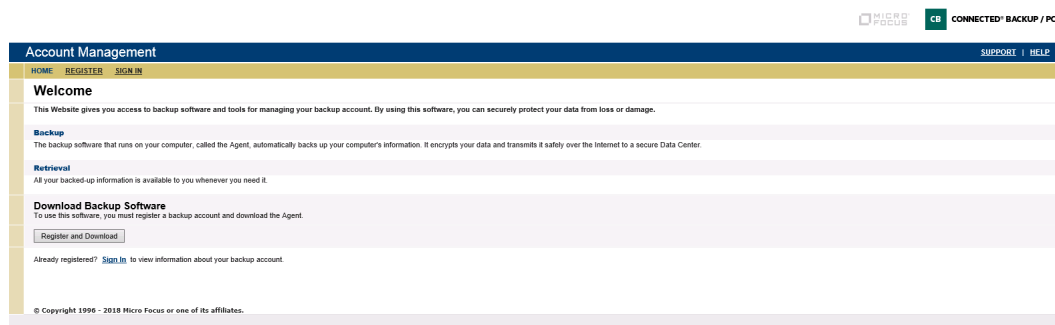 MICRO FOCUS
CB CONNECTED® BACKUP / PC
Account Management SUPPORT | HELP
HOME REGISTER SIGN IN
Welcome
This Website gives you access to backup software and tools for managing your backup account. By using this software, you can securely protect your data from loss or damage.
Backup
The backup software that runs on your computer, called the Agent, automatically backs up your computer's information. It encrypts your data and transmits it safely over the Internet to a secure Data Center.
Retrieval
All your backed-up information is available to you whenever you need it.
Download Backup Software
To use this software, you must register a backup account and download the Agent.
Register and Download
Already registered? Sign In to view information about your backup account.
© Copyright 1996 - 2018 Micro Focus or one of its affiliates.